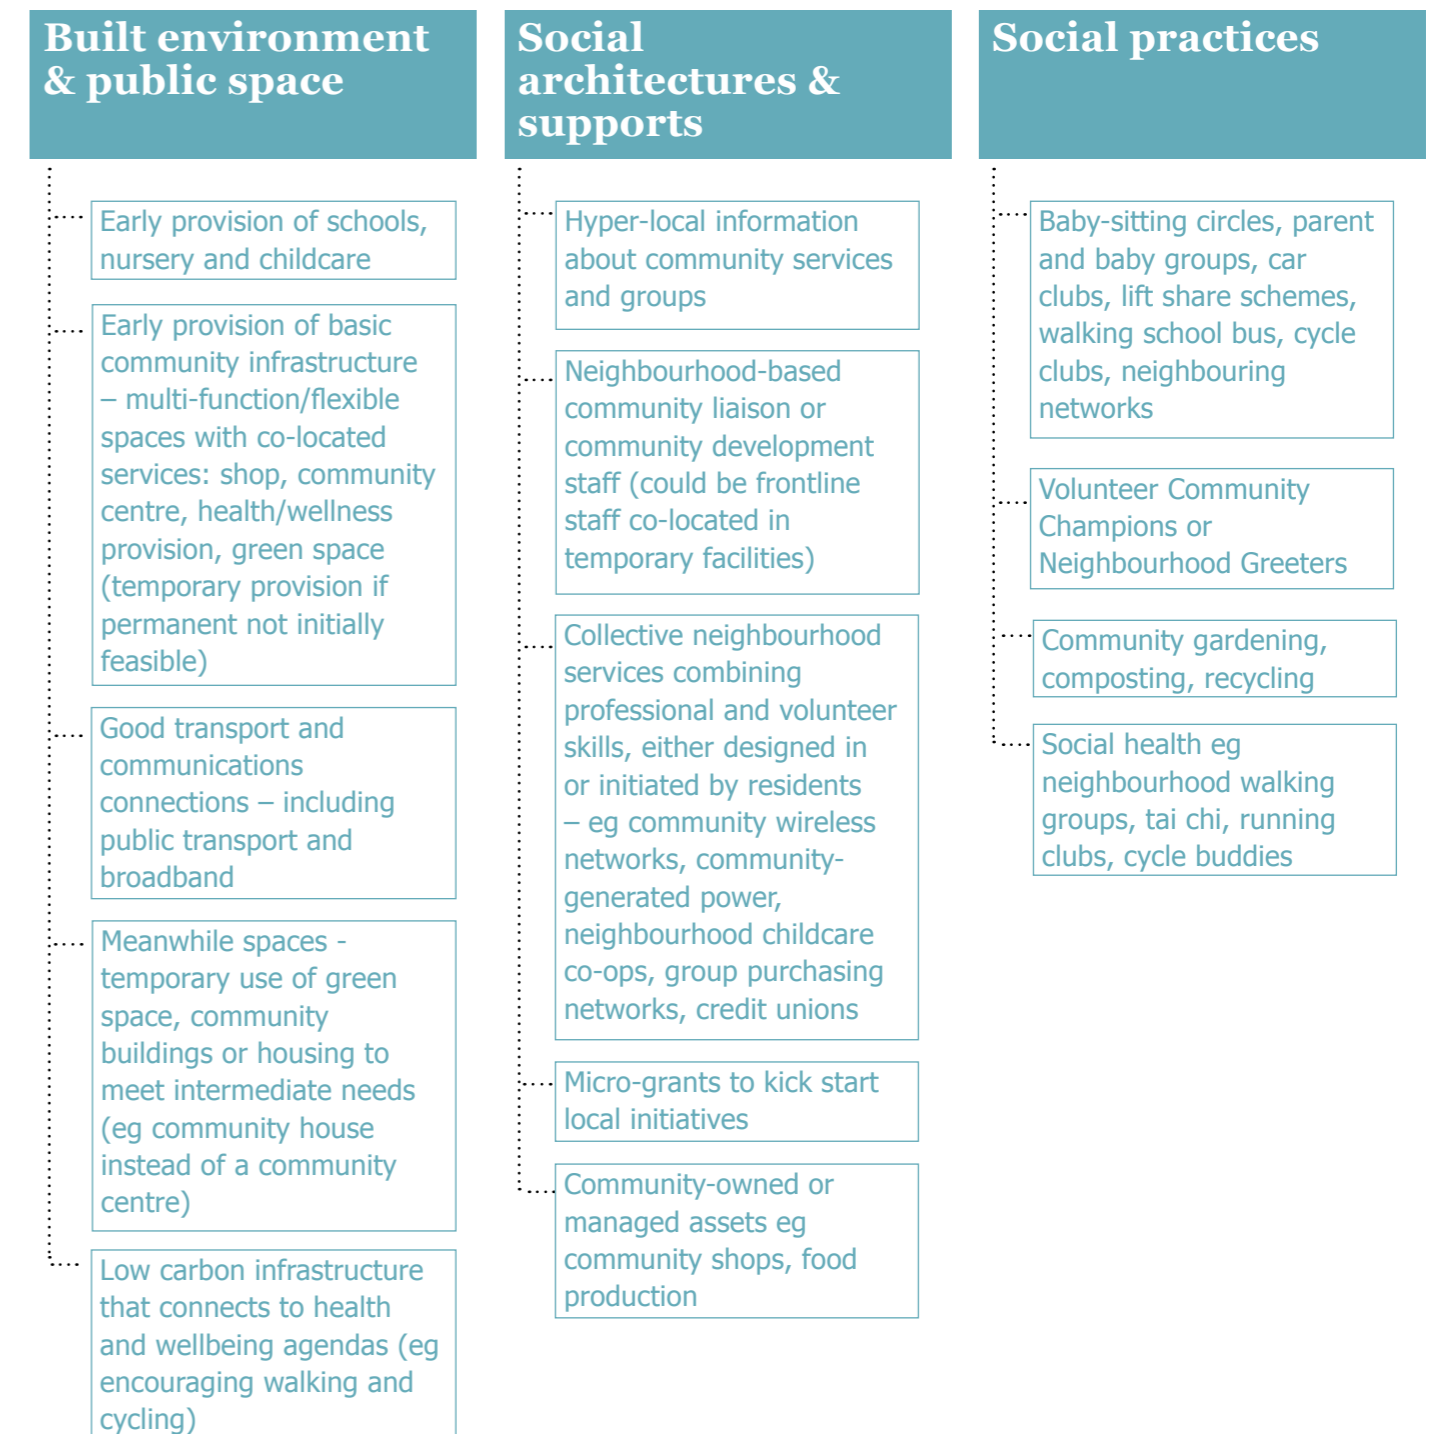 Built environment
& public space
Early provision of schools,
nursery and childcare
Early provision of basic
community infrastructure
– multi-function/flexible
spaces with co-located
services: shop, community
centre, health/wellness
provision, green space
(temporary provision if
permanent not initially
feasible)
Good transport and
communications
connections – including
public transport and
broadband
Meanwhile spaces -
temporary use of green
space, community
buildings or housing to
meet intermediate needs
(eg community house
instead of a community
centre)
Low carbon infrastructure
that connects to health
and wellbeing agendas (eg
encouraging walking and
cycling)
Social
architectures &
supports
Hyper-local information
about community services
and groups
Neighbourhood-based
community liaison or
community development
staff (could be frontline
staff co-located in
temporary facilities)
Collective neighbourhood
services combining
professional and volunteer
skills, either designed in
or initiated by residents
– eg community wireless
networks, community-
generated power,
neighbourhood childcare
co-ops, group purchasing
networks, credit unions
Micro-grants to kick start
local initiatives
Community-owned or
managed assets eg
community shops, food
production
Social practices
Baby-sitting circles, parent
and baby groups, car
clubs, lift share schemes,
walking school bus, cycle
clubs, neighbouring
networks
Volunteer Community
Champions or
Neighbourhood Greeters
Community gardening,
composting, recycling
Social health eg
neighbourhood walking
groups, tai chi, running
clubs, cycle buddies